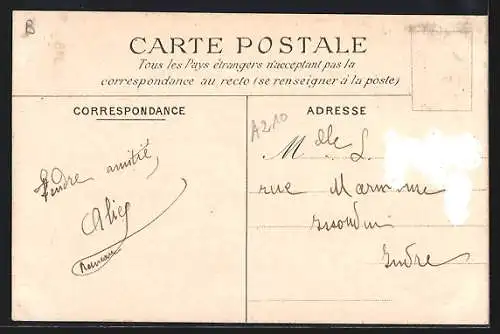 B
CARTE POSTALE
Tous les Pays étrangers n'acceptant pas la
correspondance au recto (se renseigner à la poste)
CORRESPONDANCE
Tendre amitié,
Alice
ADRESSE
A210
Mlle L.
rue
Issoudun
Indre